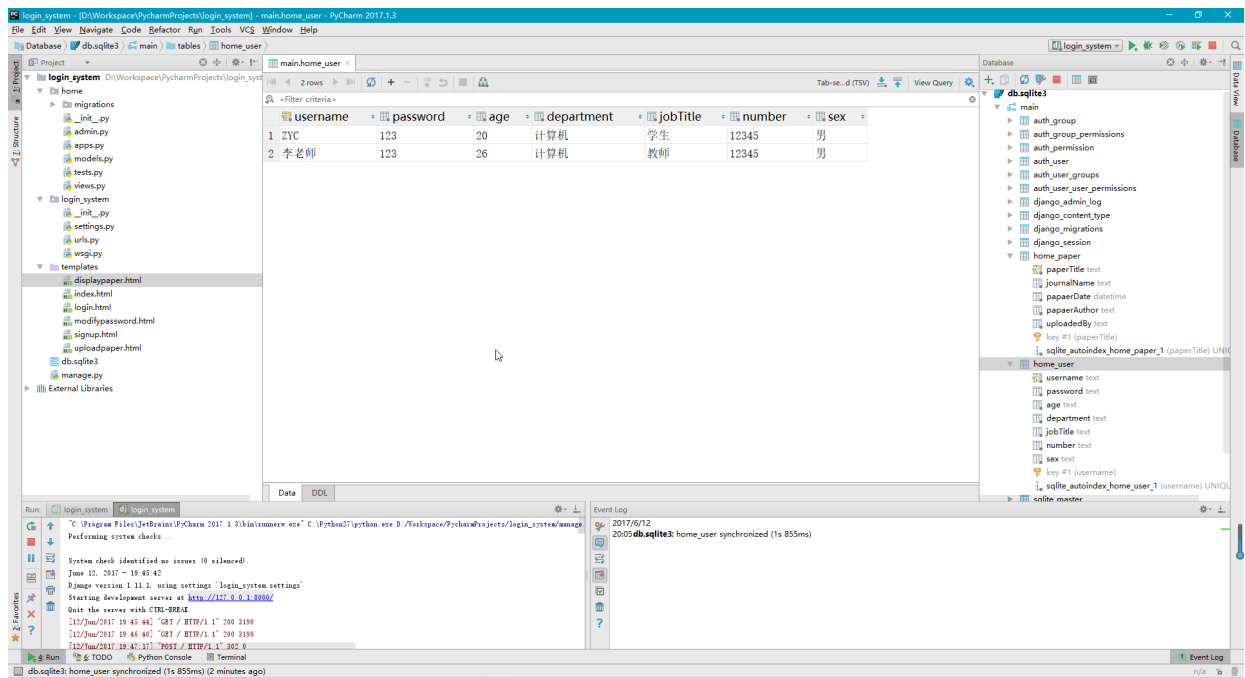 login_system - [D:\Workspace\PycharmProjects\login_system] - main.home_user - PyCharm 2017.1.3
File Edit View Navigate Code Refactor Run Tools VCS Window Help
Database db.sqlite3 main tables home_user login_system
Project main.home_user × Database
1: Project
7: Structure
2: Favorites
Data View
Database
login_system D:\Workspace\PycharmProjects\login_syst
home
migrations
__init__.py
admin.py
apps.py
models.py
tests.py
views.py
login_system
__init__.py
settings.py
urls.py
wsgi.py
templates
displaypaper.html
index.html
login.html
modifypassword.html
signup.html
uploadpaper.html
db.sqlite3
manage.py
External Libraries
2 rows Tab-se...d (TSV) View Query
<Filter criteria>
username password age department jobTitle number sex
1 ZYC 123 20 计算机 学生 12345 男
2 李老师 123 26 计算机 教师 12345 男
Data DDL
db.sqlite3
main
auth_group
auth_group_permissions
auth_permission
auth_user
auth_user_groups
auth_user_user_permissions
django_admin_log
django_content_type
django_migrations
django_session
home_paper
paperTitle text
journalName text
papaerDate datetime
papaerAuthor text
uploadedBy text
key #1 (paperTitle)
sqlite_autoindex_home_paper_1 (paperTitle) UNIQ
home_user
username text
password text
age text
department text
jobTitle text
number text
sex text
key #1 (username)
sqlite_autoindex_home_user_1 (username) UNIQU
sqlite_master
Run: login_system login_system
"C:\Program Files\JetBrains\PyCharm 2017.1.3\bin\runnerw.exe" C:\Python27\python.exe D:/Workspace/PycharmProjects/login_system/manage.
Performing system checks...
System check identified no issues (0 silenced).
June 12, 2017 - 19:45:42
Django version 1.11.1, using settings 'login_system.settings'
Starting development server at http://127.0.0.1:8000/
Quit the server with CTRL-BREAK.
[12/Jun/2017 19:45:44] "GET / HTTP/1.1" 200 3190
[12/Jun/2017 19:46:40] "GET / HTTP/1.1" 200 3190
[12/Jun/2017 19:47:17] "POST / HTTP/1.1" 302 0
Event Log
2017/6/12
20:05 db.sqlite3: home_user synchronized (1s 855ms)
4: Run 6: TODO Python Console Terminal 1 Event Log
db.sqlite3: home_user synchronized (1s 855ms) (2 minutes ago) n/a